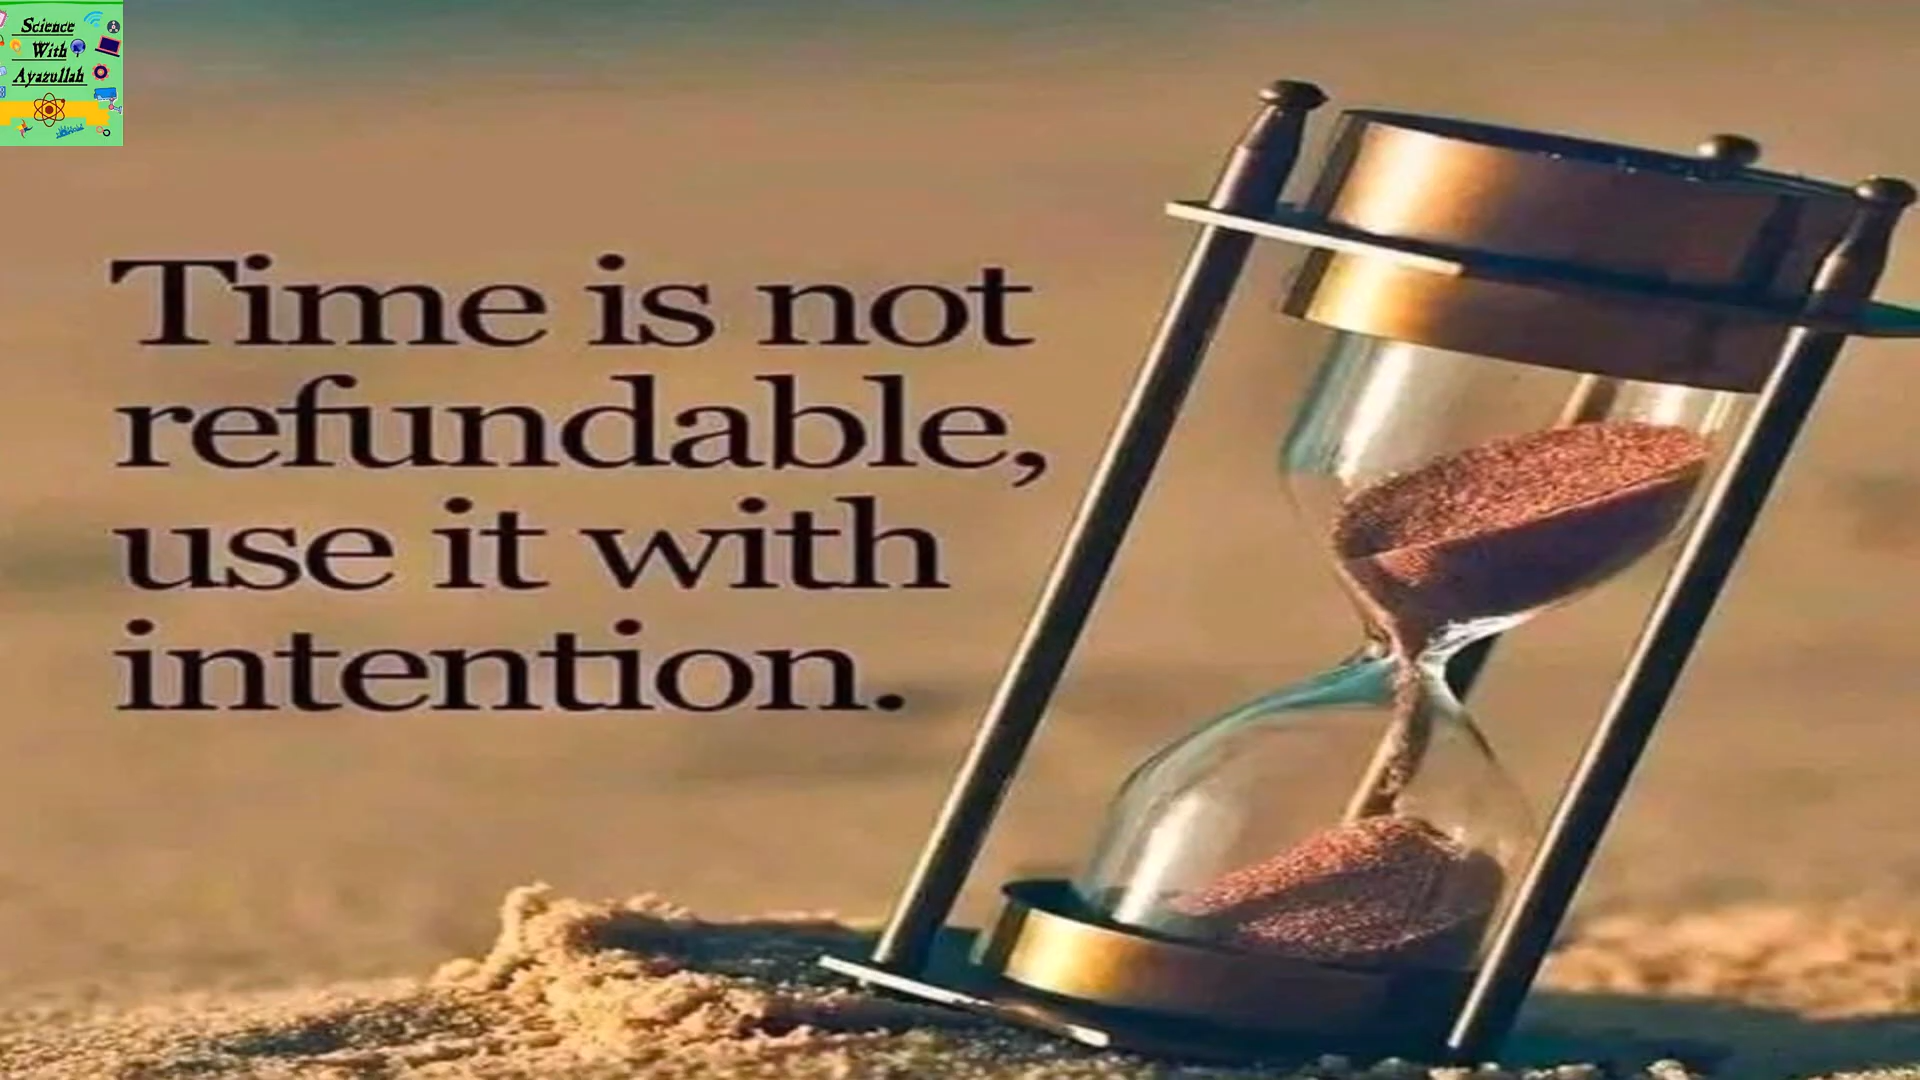 Science
With
Ayazullah
Time is not
refundable,
use it with
intention.